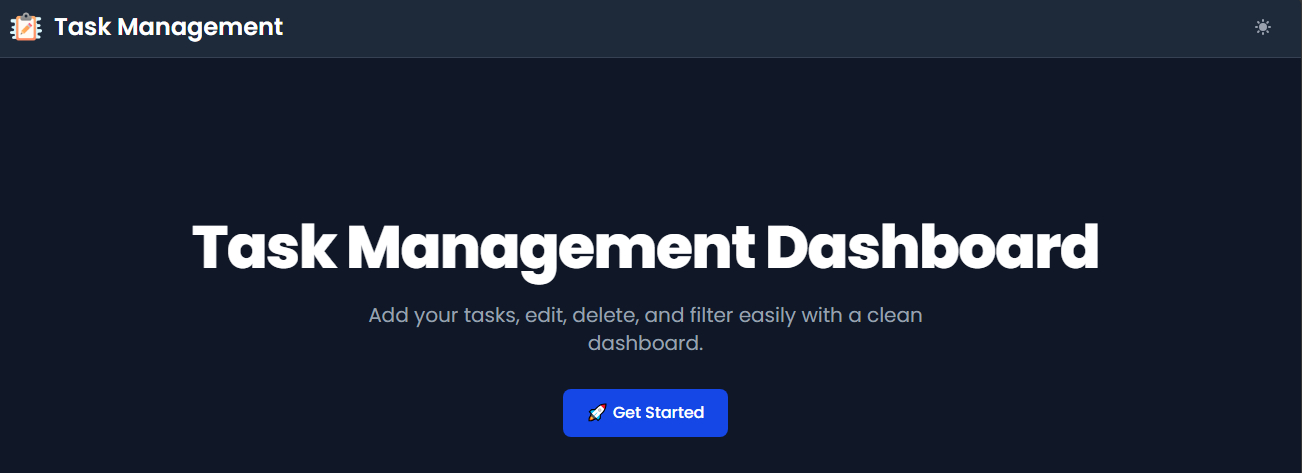 Task Management
Task Management Dashboard
Add your tasks, edit, delete, and filter easily with a clean
dashboard.
🚀 Get Started